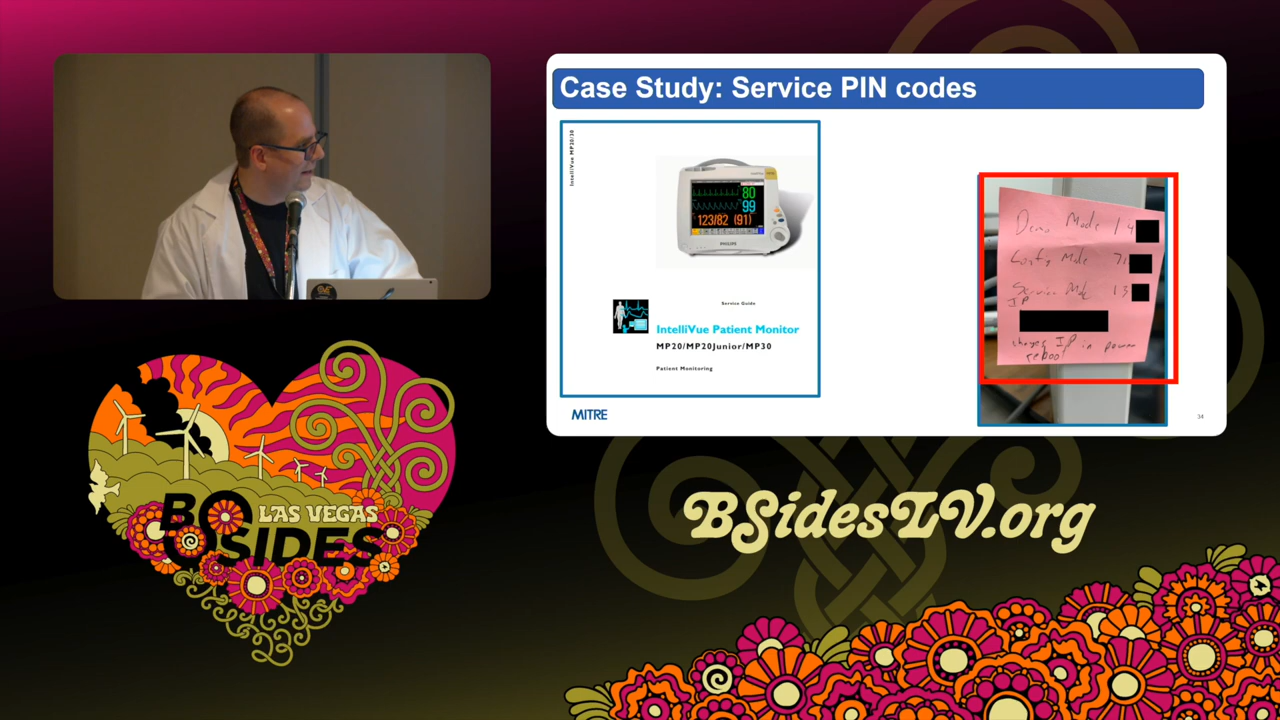 Case Study: Service PIN codes
IntelliVue MP20/30
80
99
123/82 (91)
PHILIPS
Service Guide
IntelliVue Patient Monitor
MP20/MP20Junior/MP30
Patient Monitoring
Demo Mode 14
Config Mode 71
Service Mode 13
IP
change IP in power
MITRE
34
BSIDES
LAS VEGAS
23
BSidesLV.org